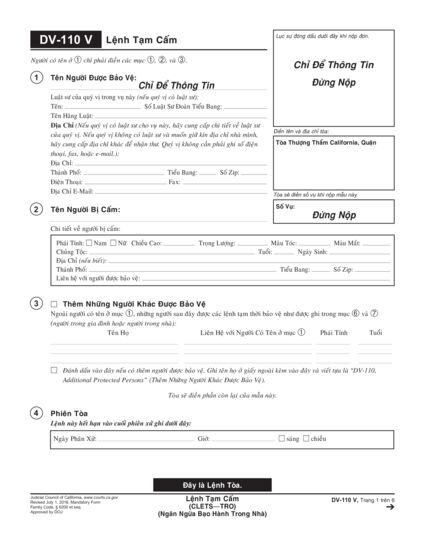 DV-110 V Lệnh Tạm Cấm
Lục sự đóng dấu dưới đây khi nộp đơn.
Người có tên ở ① chỉ phải điền các mục ①, ②, và ③.
Chỉ Để Thông Tin
Đừng Nộp
① Tên Người Được Bảo Vệ:
Chỉ Để Thông Tin
Luật sư của quý vị trong vụ này (nếu quý vị có luật sư):
Tên: Số Luật Sư Đoàn Tiểu Bang:
Tên Hãng Luật:
Địa Chỉ (Nếu quý vị có luật sư cho vụ này, hãy cung cấp chi tiết về luật sư
của quý vị. Nếu quý vị không có luật sư và muốn giữ kín địa chỉ nhà mình,
hãy cung cấp địa chỉ khác để nhận thư. Quý vị không cần phải ghi số điện
thoại, fax, hoặc e-mail.):
Địa Chỉ:
Thành Phố: Tiểu Bang: Số Zip:
Điện Thoại: Fax:
Địa Chỉ E-Mail:
Điền tên và địa chỉ tòa:
Tòa Thượng Thẩm California, Quận
Tòa sẽ điền số vụ khi nộp mẫu này.
Số Vụ:
Đừng Nộp
② Tên Người Bị Cấm:
Chi tiết về người bị cấm:
Phái Tính: ☐ Nam ☐ Nữ Chiều Cao: Trọng Lượng: Màu Tóc: Màu Mắt:
Chủng Tộc: Tuổi: Ngày Sinh:
Địa Chỉ (nếu biết):
Thành Phố: Tiểu Bang: Số Zip:
Liên hệ với người được bảo vệ:
③ ☐ Thêm Những Người Khác Được Bảo Vệ
Ngoài người có tên ở mục ①, những người sau đây được các lệnh tạm thời bảo vệ như được ghi trong mục ⑥ và ⑦
(người trong gia đình hoặc người trong nhà):
Tên Họ Liên Hệ với Người Có Tên ở mục ① Phái Tính Tuổi
☐ Đánh dấu vào đây nếu có thêm người được bảo vệ. Ghi tên họ ở giấy ngoài kèm vào đây và viết tựa là “DV-110,
Additional Protected Persons” (Thêm Những Người Khác Được Bảo Vệ).
Tòa sẽ điền phần còn lại của mẫu này.
④ Phiên Tòa
Lệnh này hết hạn vào cuối phiên xử ghi dưới đây:
Ngày Phân Xử: Giờ: ☐ sáng ☐ chiều
Đây là Lệnh Tòa.
Judicial Council of California, www.courts.ca.gov
Revised July 1, 2016, Mandatory Form
Family Code, § 6200 et seq.
Approved by DOJ
Lệnh Tạm Cấm
(CLETS—TRO)
(Ngăn Ngừa Bạo Hành Trong Nhà)
DV-110 V, Trang 1 trên 6
→